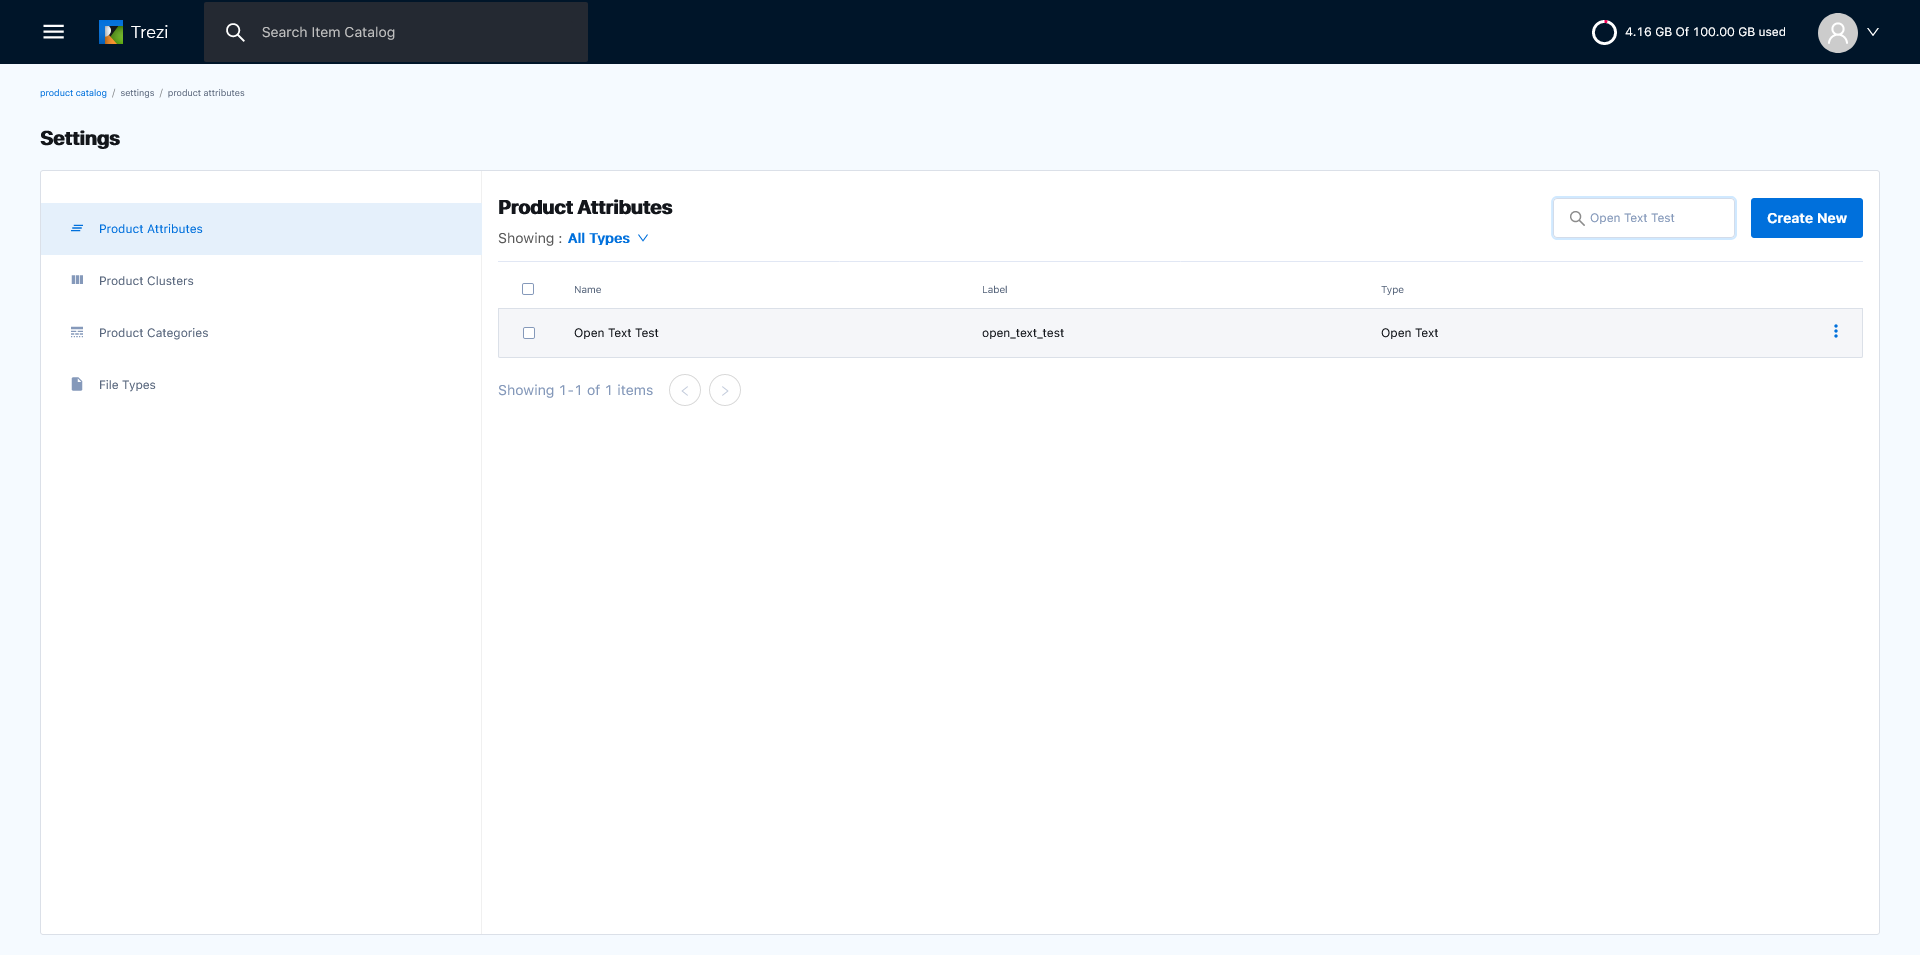 Trezi
Search Item Catalog
4.16 GB Of 100.00 GB used
product catalog / settings / product attributes
Settings
Product Attributes
Product Clusters
Product Categories
File Types
Product Attributes
Showing : All Types
Open Text Test
Create New
Name Label Type
Open Text Test open_text_test Open Text
Showing 1-1 of 1 items